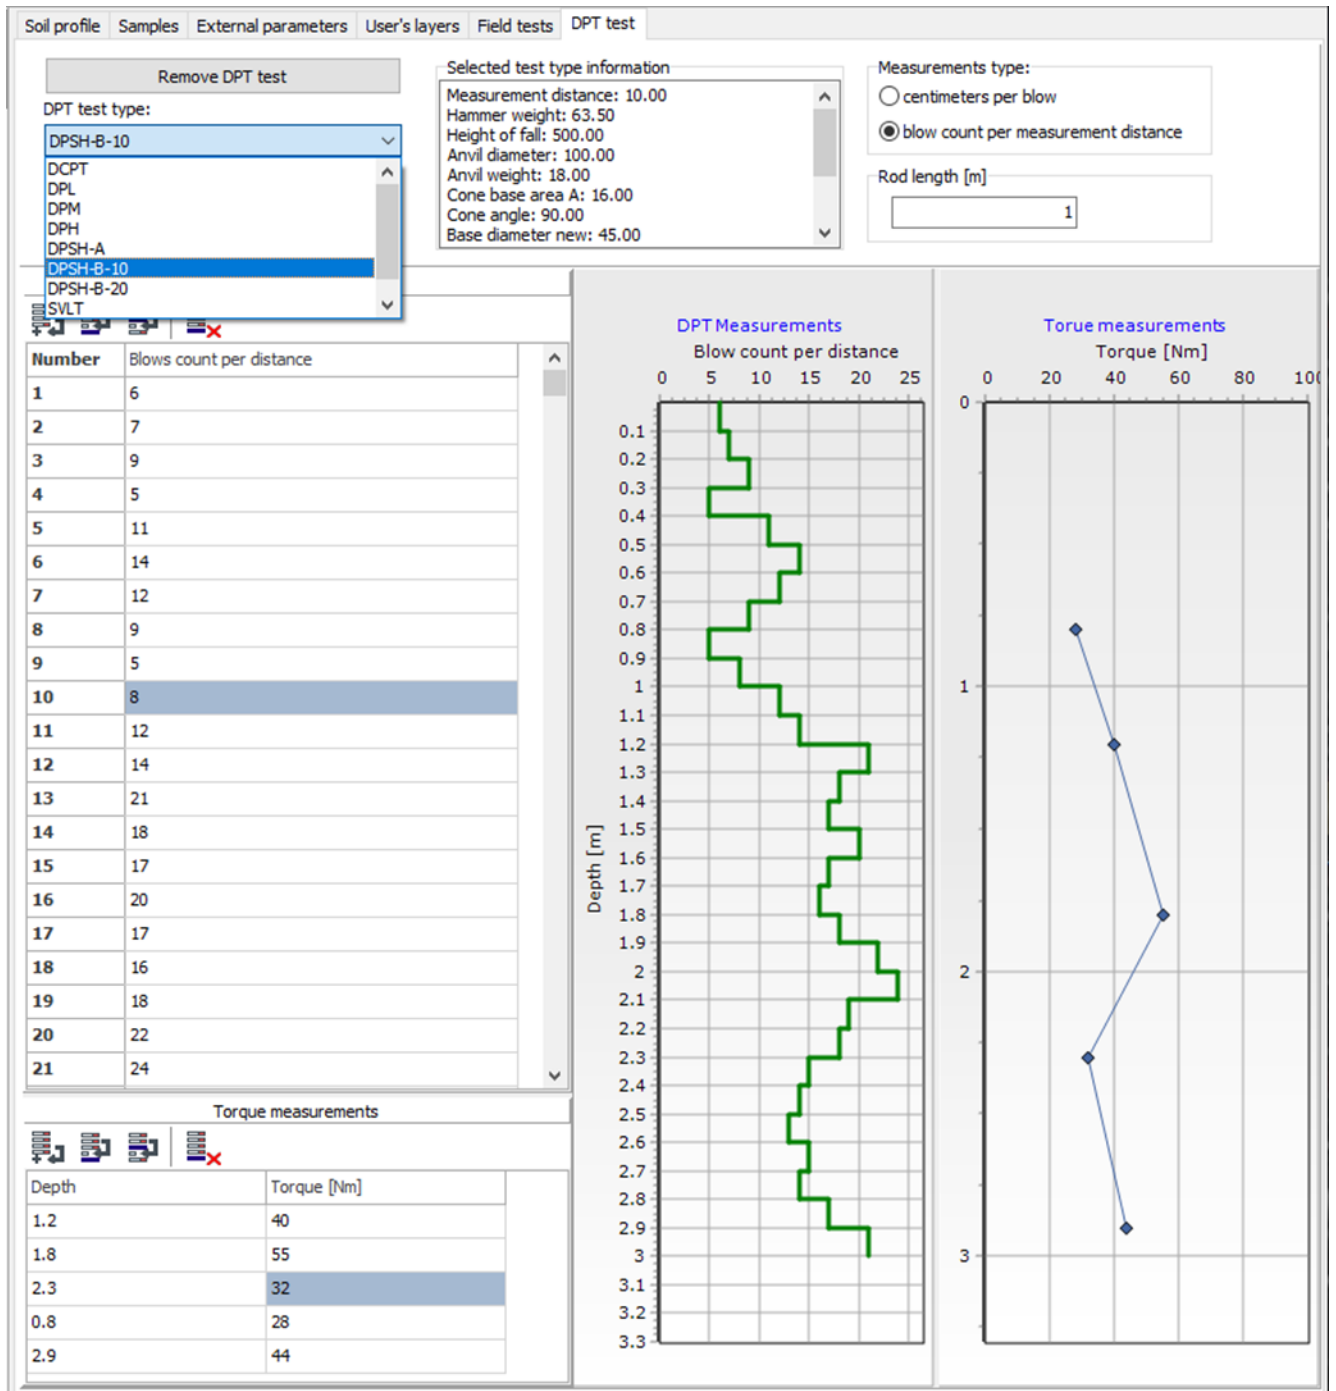 Soil profile Samples External parameters User's layers Field tests DPT test
Remove DPT test
DPT test type:
DPSH-B-10
DCPT
DPL
DPM
DPH
DPSH-A
DPSH-B-10
DPSH-B-20
SVLT
Selected test type information
Measurement distance: 10.00
Hammer weight: 63.50
Height of fall: 500.00
Anvil diameter: 100.00
Anvil weight: 18.00
Cone base area A: 16.00
Cone angle: 90.00
Base diameter new: 45.00
Measurements type:
centimeters per blow
blow count per measurement distance
Rod length [m]
1
Number Blows count per distance
1 6
2 7
3 9
4 5
5 11
6 14
7 12
8 9
9 5
10 8
11 12
12 14
13 21
14 18
15 17
16 20
17 17
18 16
19 18
20 22
21 24
Torque measurements
Depth Torque [Nm]
1.2 40
1.8 55
2.3 32
0.8 28
2.9 44
DPT Measurements
Blow count per distance
0 5 10 15 20 25
Depth [m]
0.1
0.2
0.3
0.4
0.5
0.6
0.7
0.8
0.9
1
1.1
1.2
1.3
1.4
1.5
1.6
1.7
1.8
1.9
2
2.1
2.2
2.3
2.4
2.5
2.6
2.7
2.8
2.9
3
3.1
3.2
3.3
Torue measurements
Torque [Nm]
0 20 40 60 80 100
0
1
2
3